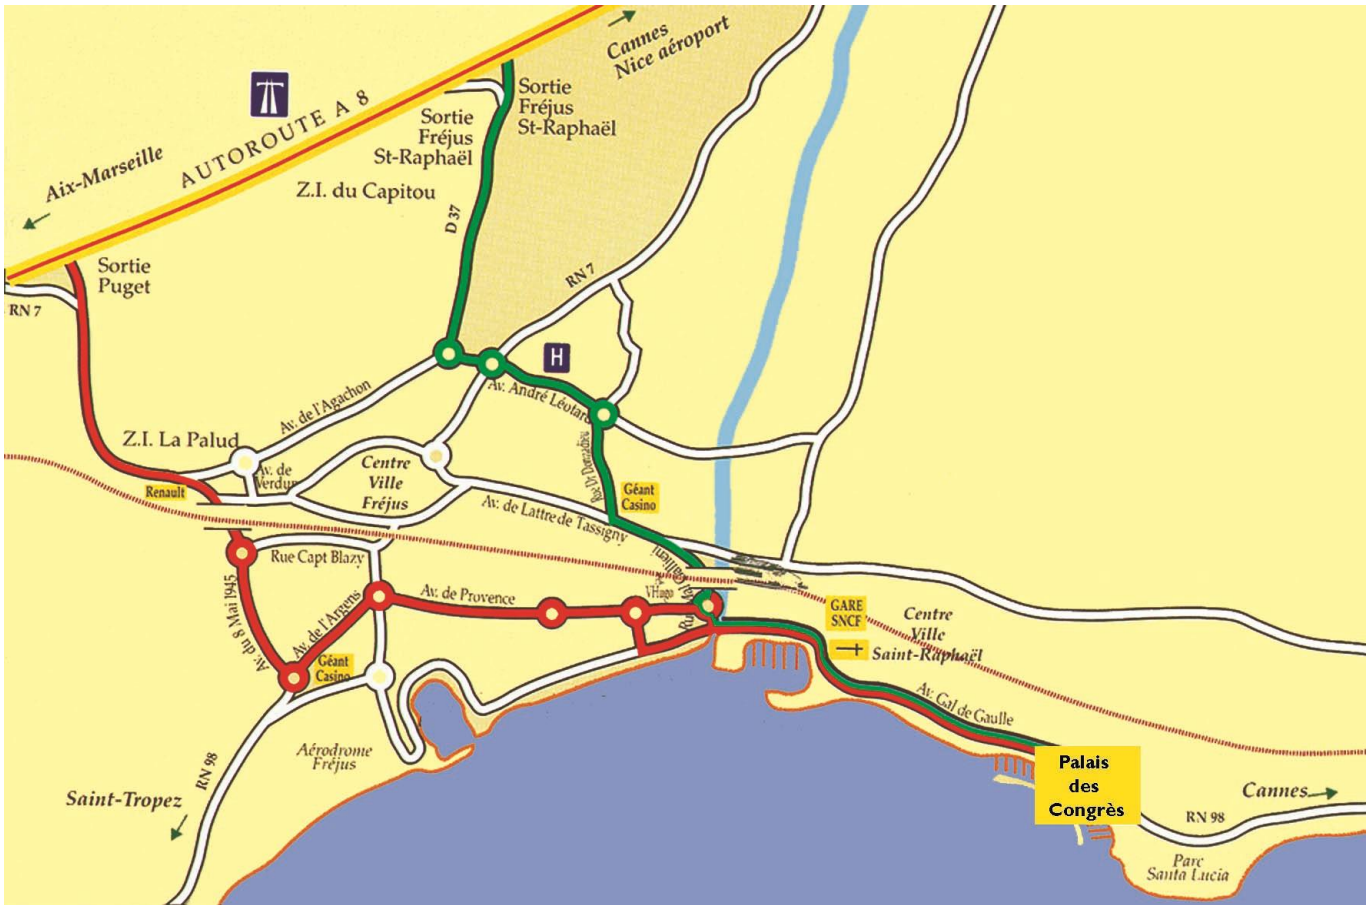 Cannes
Nice aéroport
Sortie
Fréjus
St-Raphaël
Sortie
Fréjus
St-Raphaël
AUTOROUTE A 8
Aix-Marseille
Z.I. du Capitou
D 37
Sortie
Puget
RN 7
RN 7
H
Av. André Léotard
Av. de l'Agachon
Z.I. La Palud
Av. de
Verdun
Centre
Ville
Fréjus
Renault
Géant
Casino
Av. de Lattre de Tassigny
Rue Capt Blazy
Av. du 8 Mai 1945
Av. de l'Argens
Av. de Provence
VHugo
Géant
Casino
GARE
SNCF
Centre
Ville
Saint-Raphaël
Av. Gal de Gaulle
Aérodrome
Fréjus
RN 98
Saint-Tropez
Palais
des
Congrès
Cannes
RN 98
Parc
Santa Lucia